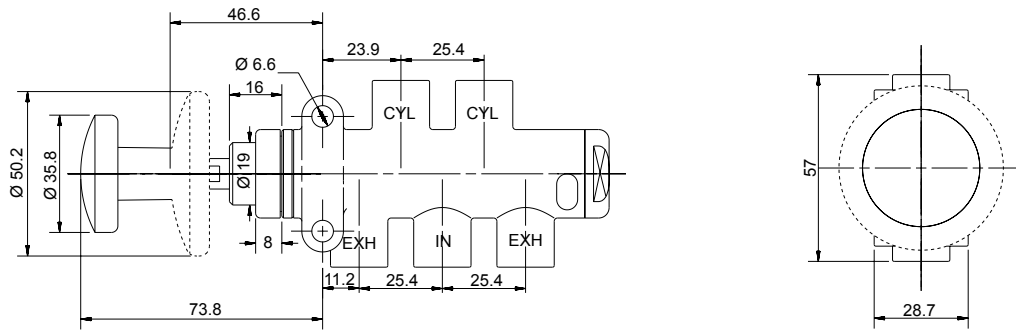 46.6
23.9 25.4
Ø 6.6
16
CYL CYL
Ø 50.2
Ø 35.8
Ø 19
57
8
EXH IN EXH
11.2
25.4 25.4
73.8
28.7